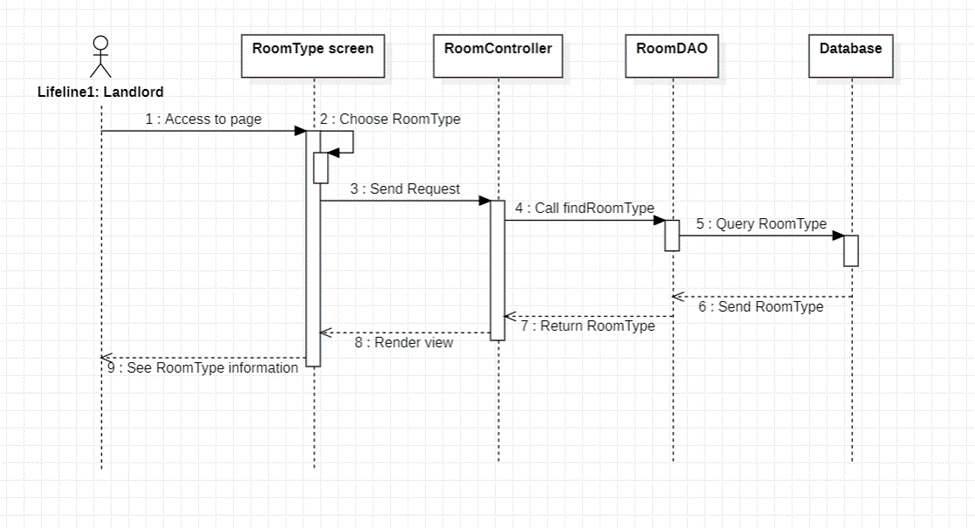 RoomType screen
RoomController
RoomDAO
Database
Lifeline1: Landlord
1 : Access to page
2 : Choose RoomType
3 : Send Request
4 : Call findRoomType
5 : Query RoomType
6 : Send RoomType
7 : Return RoomType
8 : Render view
9 : See RoomType information